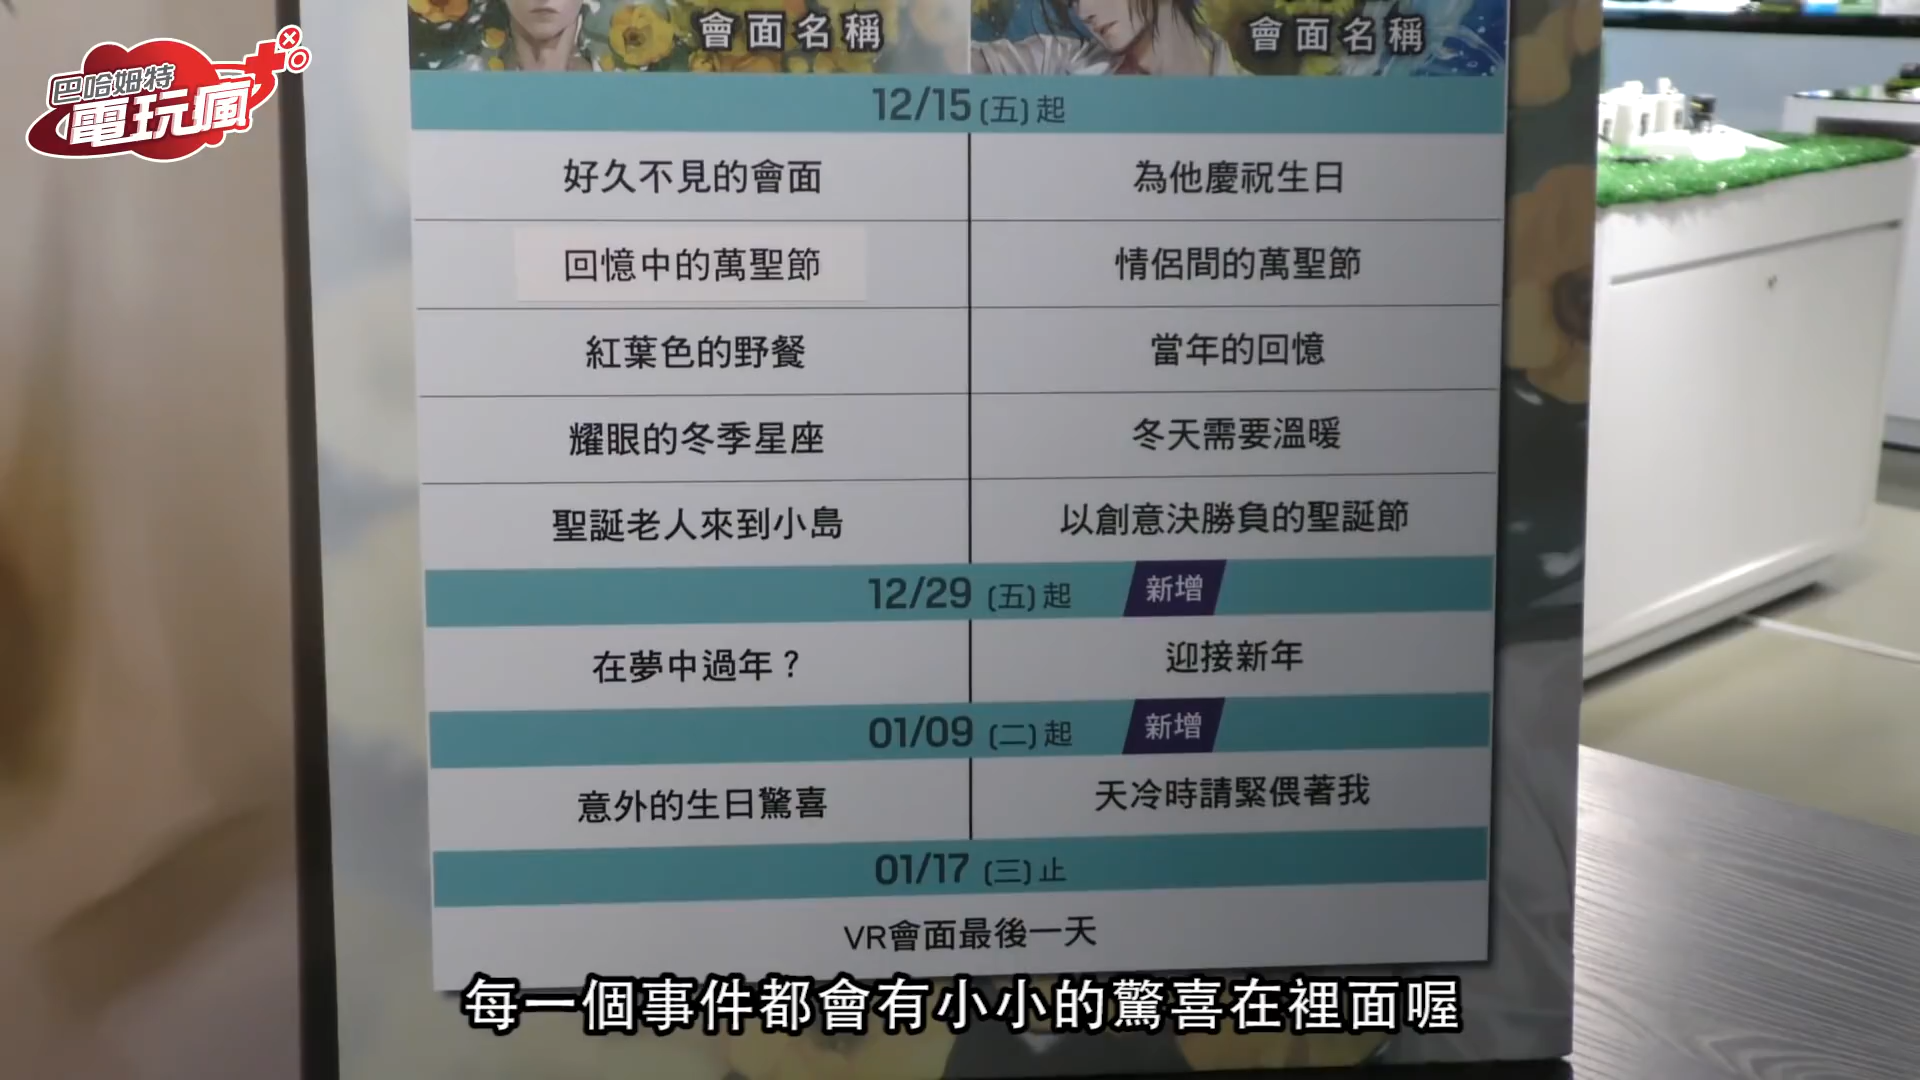 巴哈姆特
電玩瘋
會面名稱 會面名稱
12/15(五)起
好久不見的會面 為他慶祝生日
回憶中的萬聖節 情侶間的萬聖節
紅葉色的野餐 當年的回憶
耀眼的冬季星座 冬天需要溫暖
聖誕老人來到小島 以創意決勝負的聖誕節
12/29 (五)起 新增
在夢中過年？ 迎接新年
01/09 (二)起 新增
意外的生日驚喜 天冷時請緊偎著我
01/17 (三)止
VR會面最後一天
每一個事件都會有小小的驚喜在裡面喔